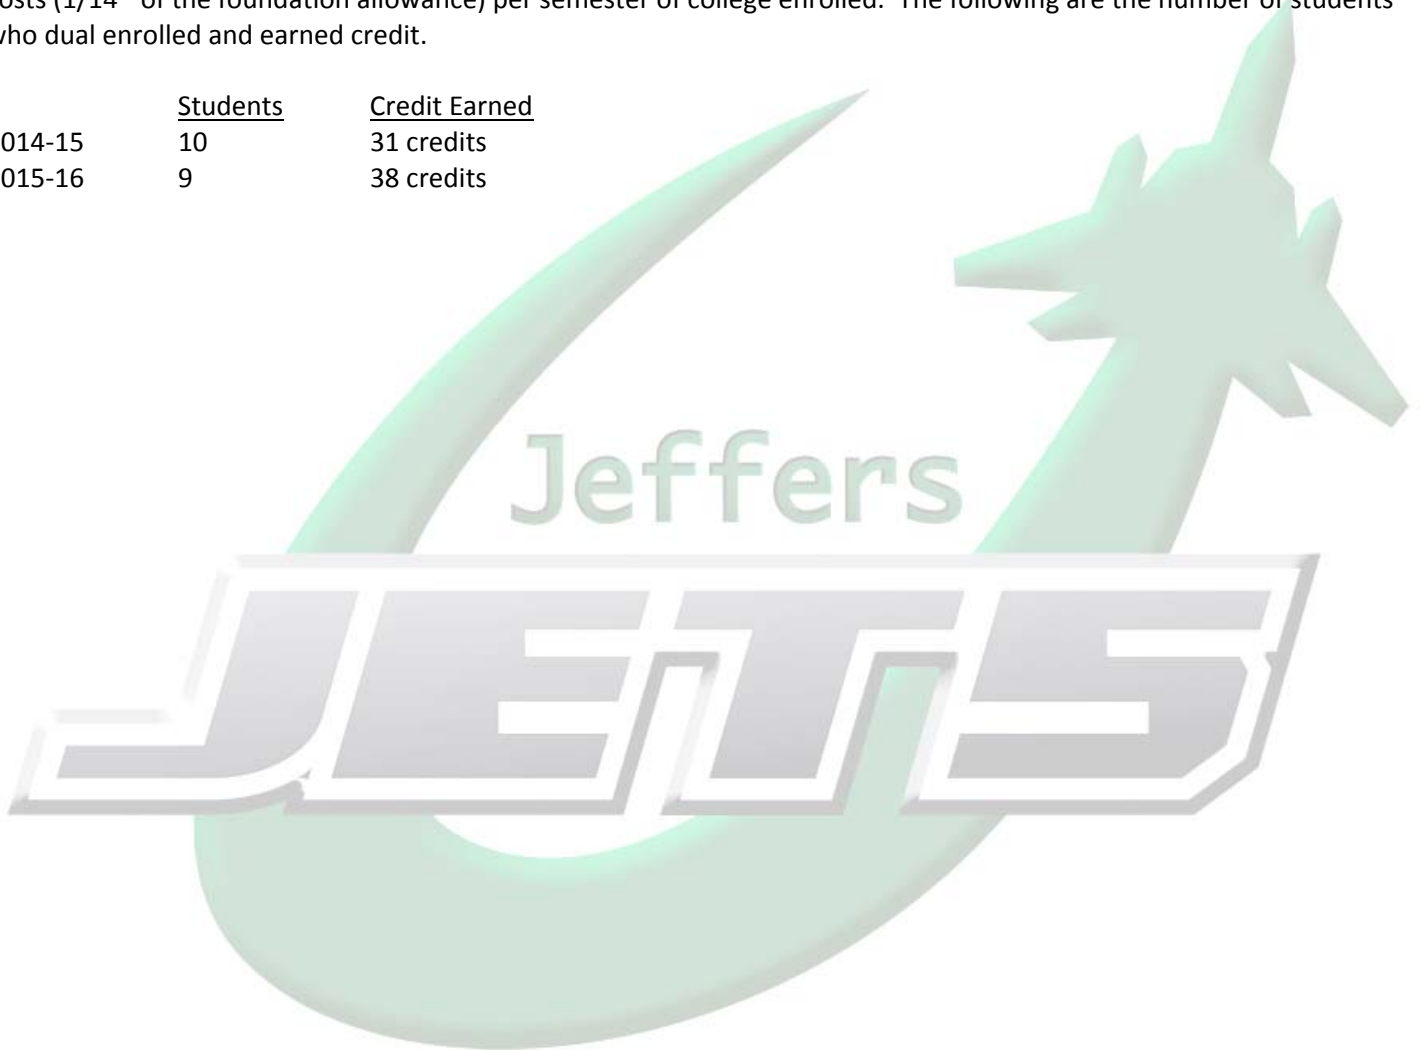 osts (1/14 of the foundation allowance) per semester of college enrolled. The following are the number of students
who dual enrolled and earned credit.
Students Credit Earned
014-15 10 31 credits
015-16 9 38 credits
Jeffers
JETS